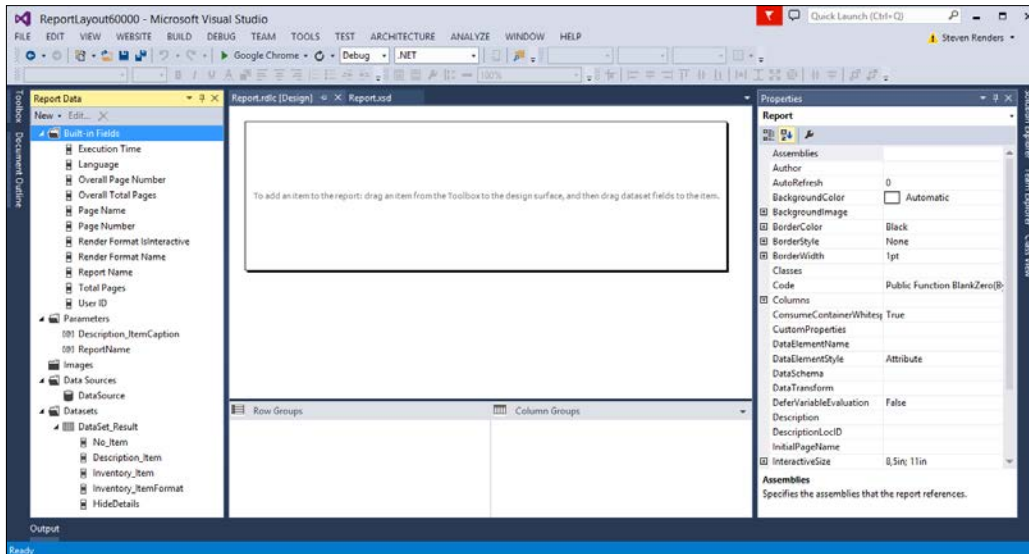 ReportLayout60000 - Microsoft Visual Studio
Quick Launch (Ctrl+Q)
FILE EDIT VIEW WEBSITE BUILD DEBUG TEAM TOOLS TEST ARCHITECTURE ANALYZE WINDOW HELP
Steven Renders
Google Chrome
Debug
.NET
100%
Toolbox
Document Outline
Report Data
New
Edit...
Built-in Fields
Execution Time
Language
Overall Page Number
Overall Total Pages
Page Name
Page Number
Render Format IsInteractive
Render Format Name
Report Name
Total Pages
User ID
Parameters
Description_ItemCaption
ReportName
Images
Data Sources
DataSource
Datasets
DataSet_Result
No_Item
Description_Item
Inventory_Item
Inventory_ItemFormat
HideDetails
Report.rdlc [Design]
Report.xsd
To add an item to the report: drag an item from the Toolbox to the design surface, and then drag dataset fields to the item.
Row Groups
Column Groups
Properties
Report
Assemblies
Author
AutoRefresh 0
BackgroundColor Automatic
BackgroundImage
BorderColor Black
BorderStyle None
BorderWidth 1pt
Classes
Code Public Function BlankZero(B
Columns
ConsumeContainerWhitesp True
CustomProperties
DataElementName
DataElementStyle Attribute
DataSchema
DataTransform
DeferVariableEvaluation False
Description
DescriptionLocID
InitialPageName
InteractiveSize 8,5in; 11in
Assemblies
Specifies the assemblies that the report references.
Class View
Output
Ready